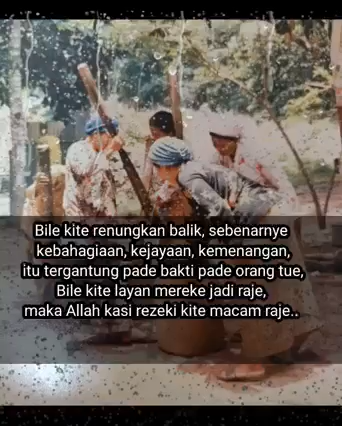 Bile kite renungkan balik, sebenarnye
kebahagiaan, kejayaan, kemenangan,
itu tergantung pade bakti pade orang tue,
Bile kite layan mereke jadi raje,
maka Allah kasi rezeki kite macam raje..